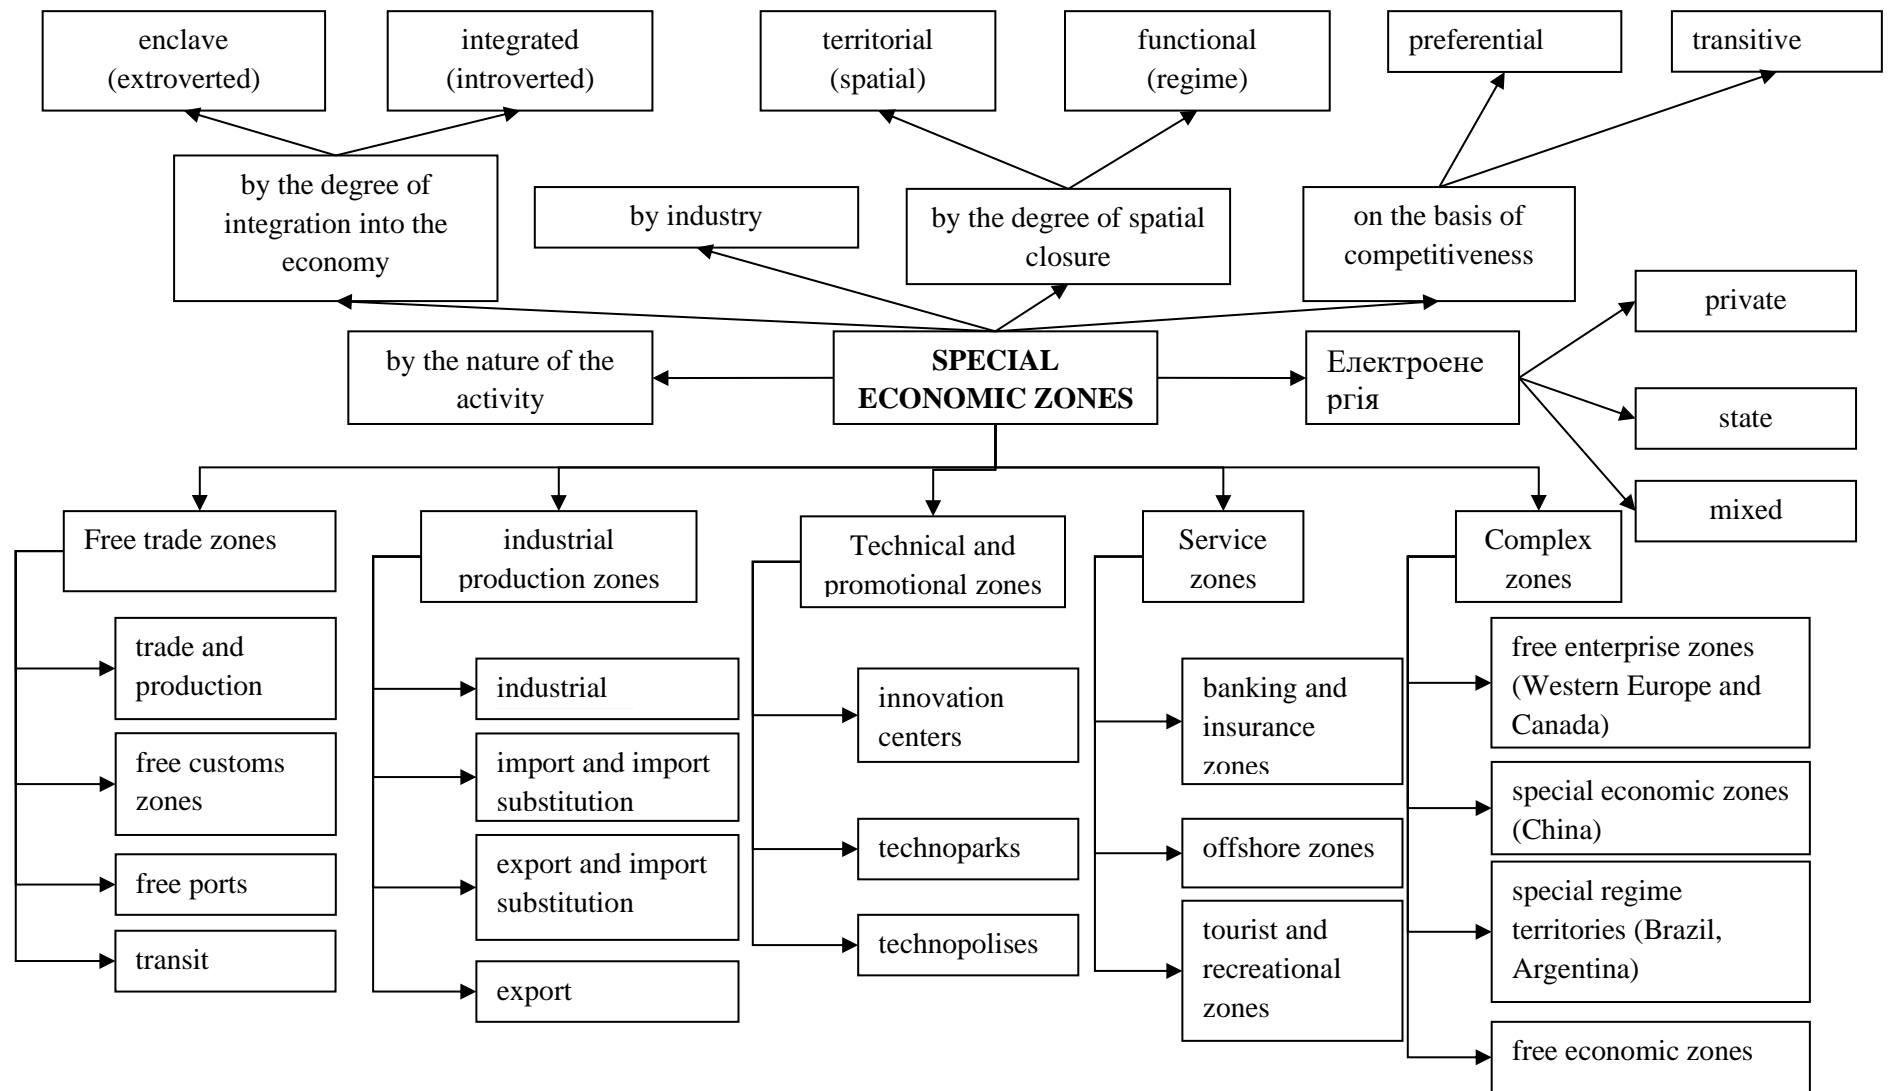 enclave
(extroverted)
integrated
(introverted)
territorial
(spatial)
functional
(regime)
preferential
transitive
by the degree of
integration into the
economy
by industry
by the degree of spatial
closure
on the basis of
competitiveness
private
by the nature of the
activity
SPECIAL
ECONOMIC ZONES
Електроене
ргія
state
mixed
Free trade zones
industrial
production zones
Technical and
promotional zones
Service
zones
Complex
zones
trade and
production
free customs
zones
free ports
transit
industrial
import and import
substitution
export and import
substitution
export
innovation
centers
technoparks
technopolises
banking and
insurance
zones
offshore zones
tourist and
recreational
zones
free enterprise zones
(Western Europe and
Canada)
special economic zones
(China)
special regime
territories (Brazil,
Argentina)
free economic zones